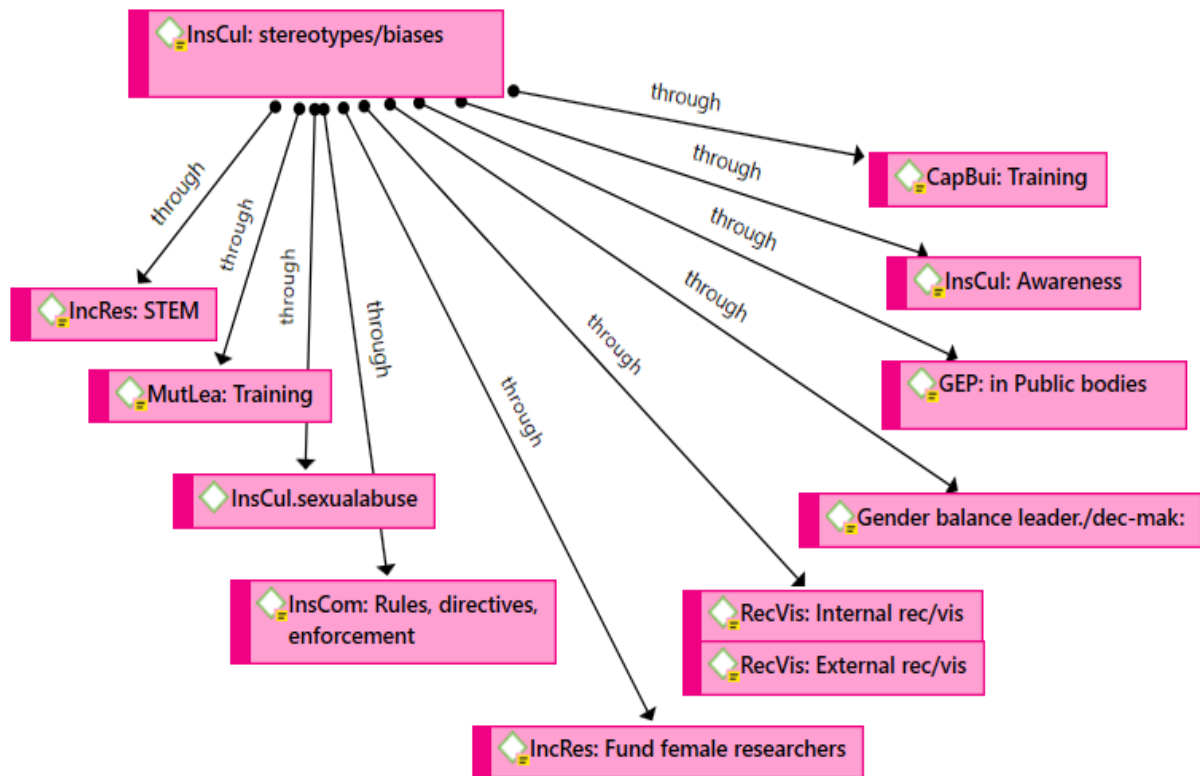 InsCul: stereotypes/biases
through
CapBui: Training
through
InsCul: Awareness
through
GEP: in Public bodies
through
Gender balance leader./dec-mak:
through
RecVis: Internal rec/vis
RecVis: External rec/vis
through
IncRes: Fund female researchers
through
InsCom: Rules, directives,
enforcement
through
InsCul.sexualabuse
through
MutLea: Training
through
IncRes: STEM